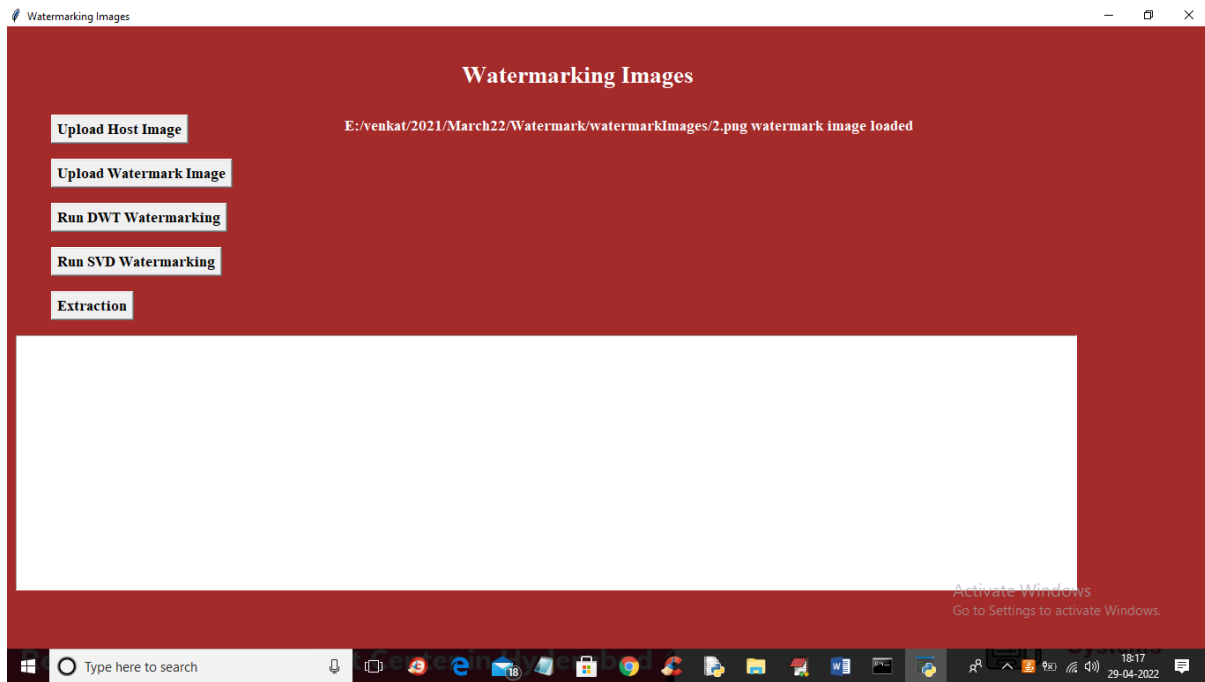 Watermarking Images
Watermarking Images
Upload Host Image
E:/venkat/2021/March22/Watermark/watermarkImages/2.png watermark image loaded
Upload Watermark Image
Run DWT Watermarking
Run SVD Watermarking
Extraction
Activate Windows
Go to Settings to activate Windows.
Type here to search
18
18:17
29-04-2022